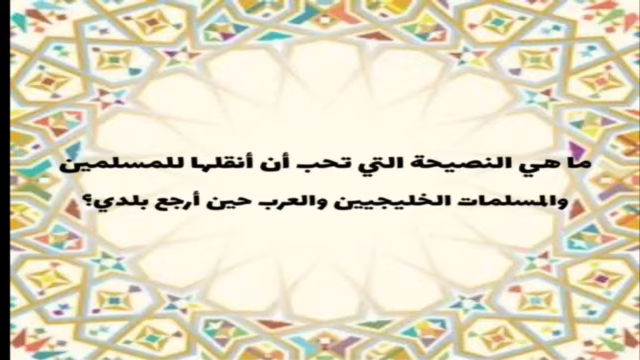 ما هي النصيحة التي تحب أن أنقلها للمسلمين
والمسلمات الخليجيين والعرب حين أرجع بلدي؟